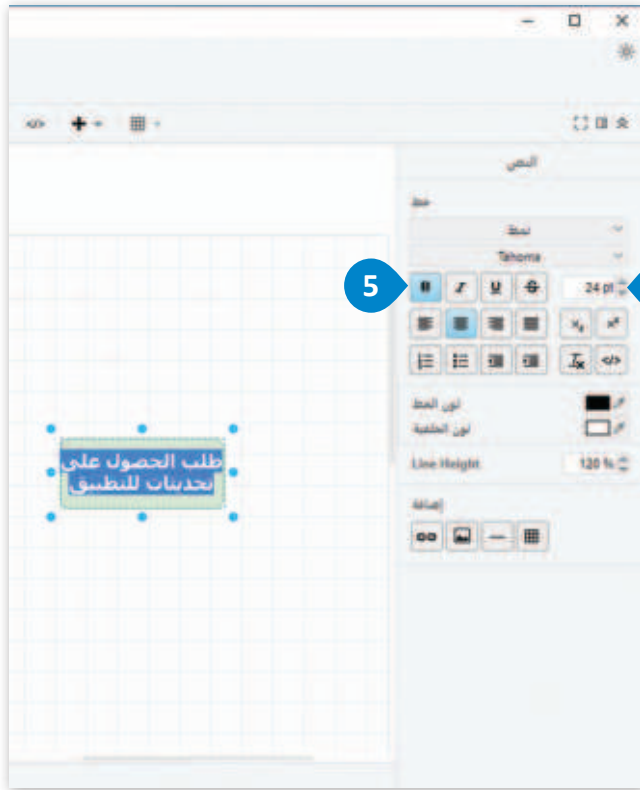 النص
خط
نمط
Tahoma
5
B I U S 24 pt
لون الخط
لون الخلفية
Line Height 120 %
إضافة
طلب الحصول على
تحديثات للتطبيق